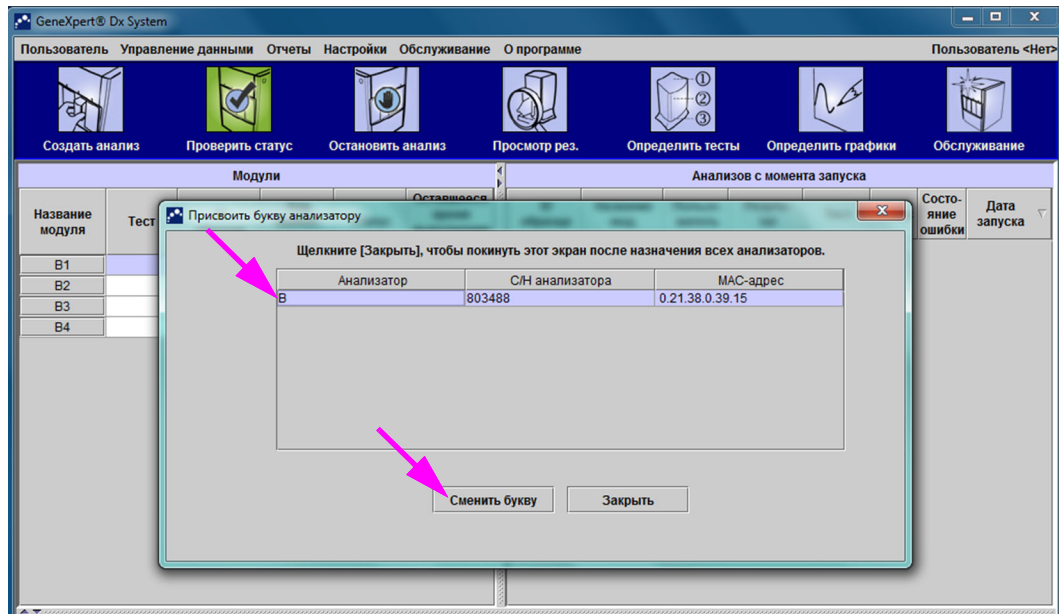 GeneXpert® Dx System
Пользователь Управление данными Отчеты Настройки Обслуживание О программе Пользователь <Нет>
Создать анализ Проверить статус Остановить анализ Просмотр рез. Определить тесты Определить графики Обслуживание
Модули Анализов с момента запуска
Название модуля Тест Оставшееся Состо-яние ошибки Дата запуска
Присвоить букву анализатору
Щелкните [Закрыть], чтобы покинуть этот экран после назначения всех анализаторов.
Анализатор С/Н анализатора MAC-адрес
B 803488 0.21.38.0.39.15
B1
B2
B3
B4
Сменить букву Закрыть